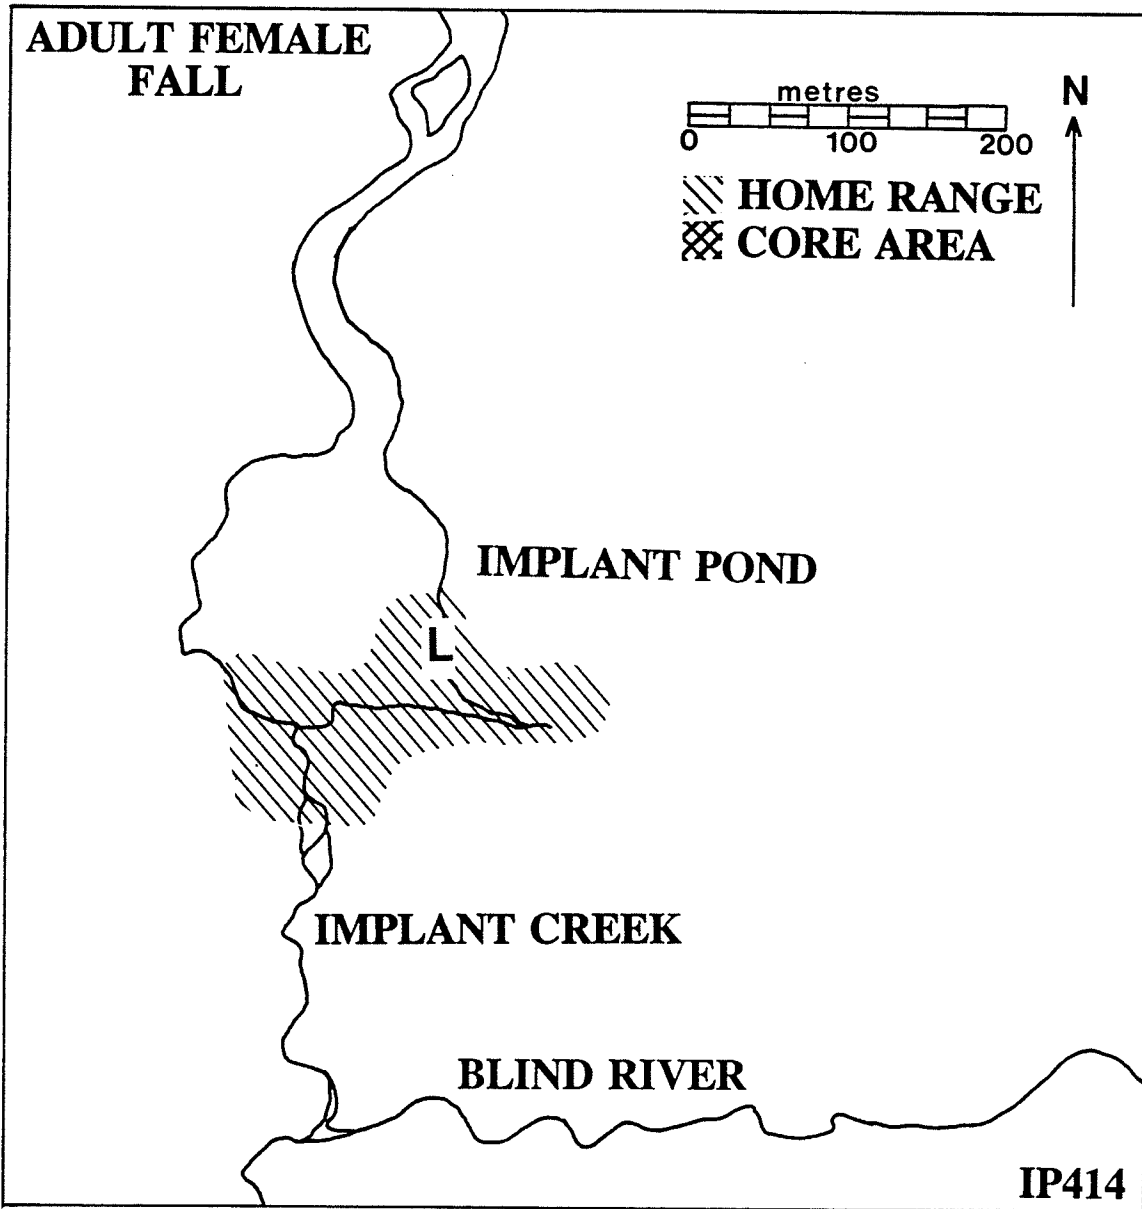 ADULT FEMALE
FALL
metres
N
0 100 200
HOME RANGE
CORE AREA
IMPLANT POND
L
IMPLANT CREEK
BLIND RIVER
IP414